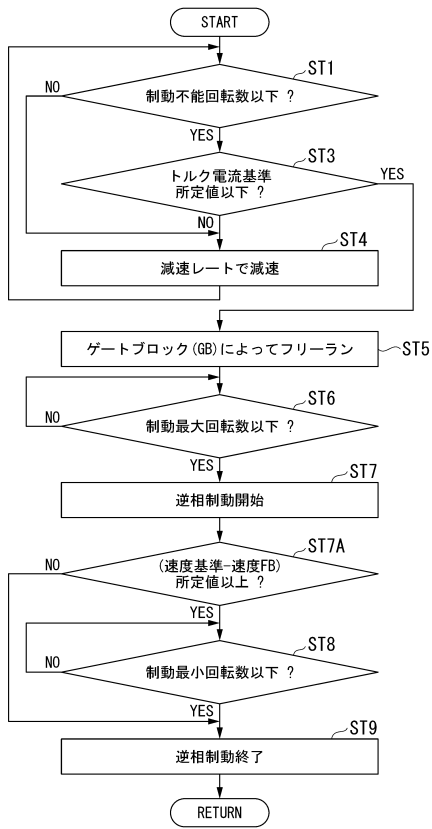 START
ST1
NO
制動不能回転数以下 ?
YES
ST3
トルク電流基準
所定値以下 ?
YES
NO
ST4
減速レートで減速
ゲートブロック(GB)によってフリーラン
ST5
ST6
制動最大回転数以下 ?
NO
YES
ST7
逆相制動開始
ST7A
NO
(速度基準-速度FB)
所定値以上 ?
YES
ST8
NO
制動最小回転数以下 ?
YES
ST9
逆相制動終了
RETURN